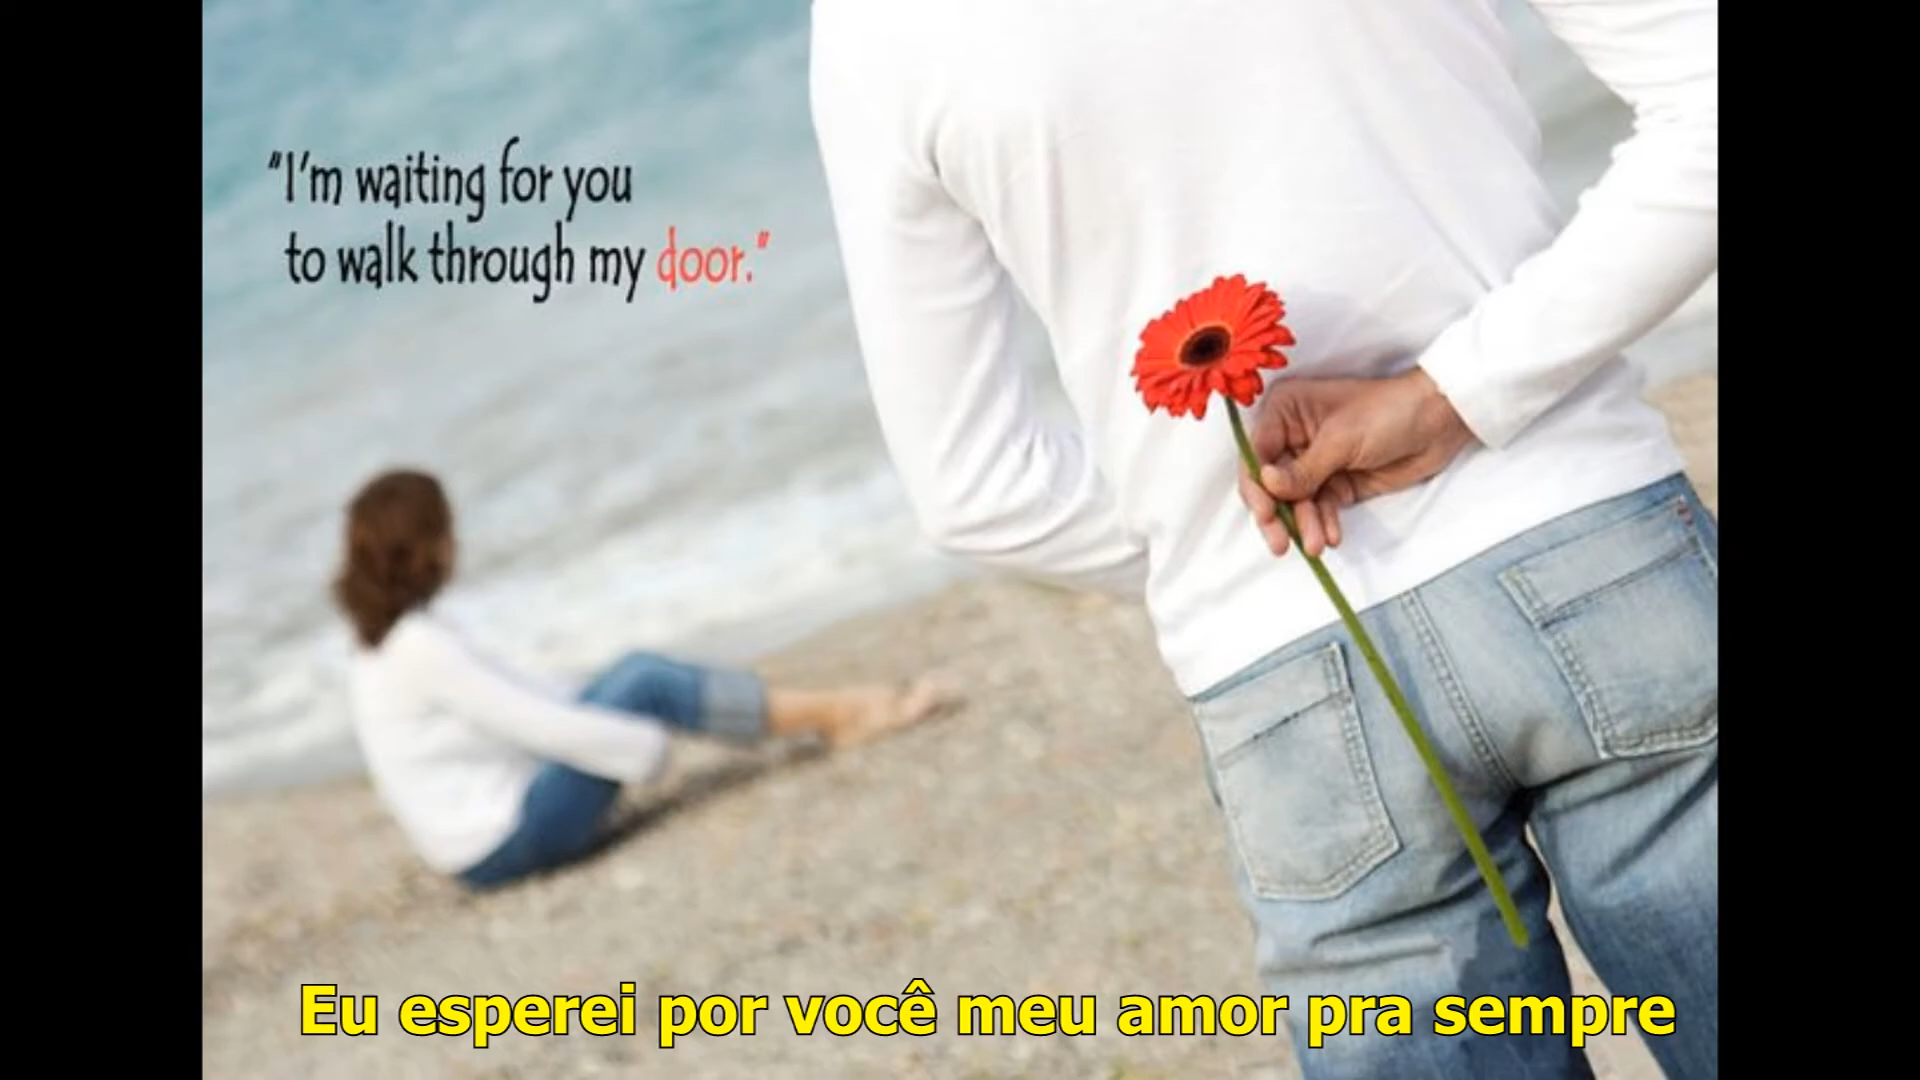 "I'm waiting for you
to walk through my door."
Eu esperei por você meu amor pra sempre